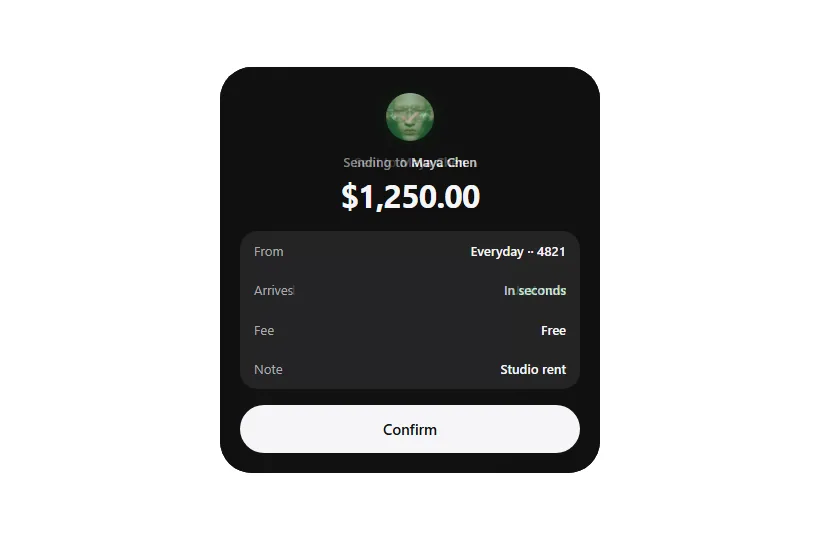 Sending to Maya Chen
$1,250.00
From Everyday ·· 4821
Arrives In seconds
Fee Free
Note Studio rent
Confirm